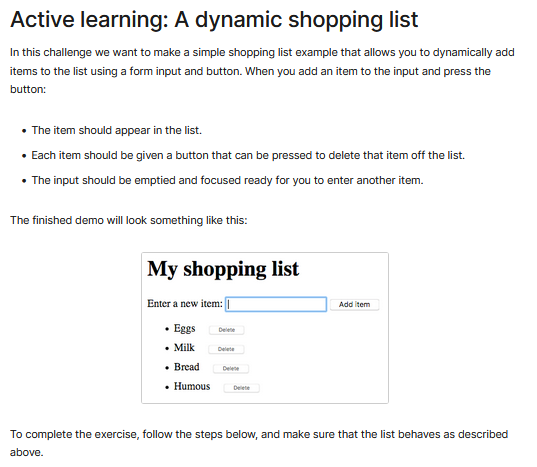 Active learning: A dynamic shopping list
In this challenge we want to make a simple shopping list example that allows you to dynamically add
items to the list using a form input and button. When you add an item to the input and press the
button:
• The item should appear in the list.
• Each item should be given a button that can be pressed to delete that item off the list.
• The input should be emptied and focused ready for you to enter another item.
The finished demo will look something like this:
My shopping list
Enter a new item: Add item
• Eggs Delete
• Milk Delete
• Bread Delete
• Humous Delete
To complete the exercise, follow the steps below, and make sure that the list behaves as described
above.